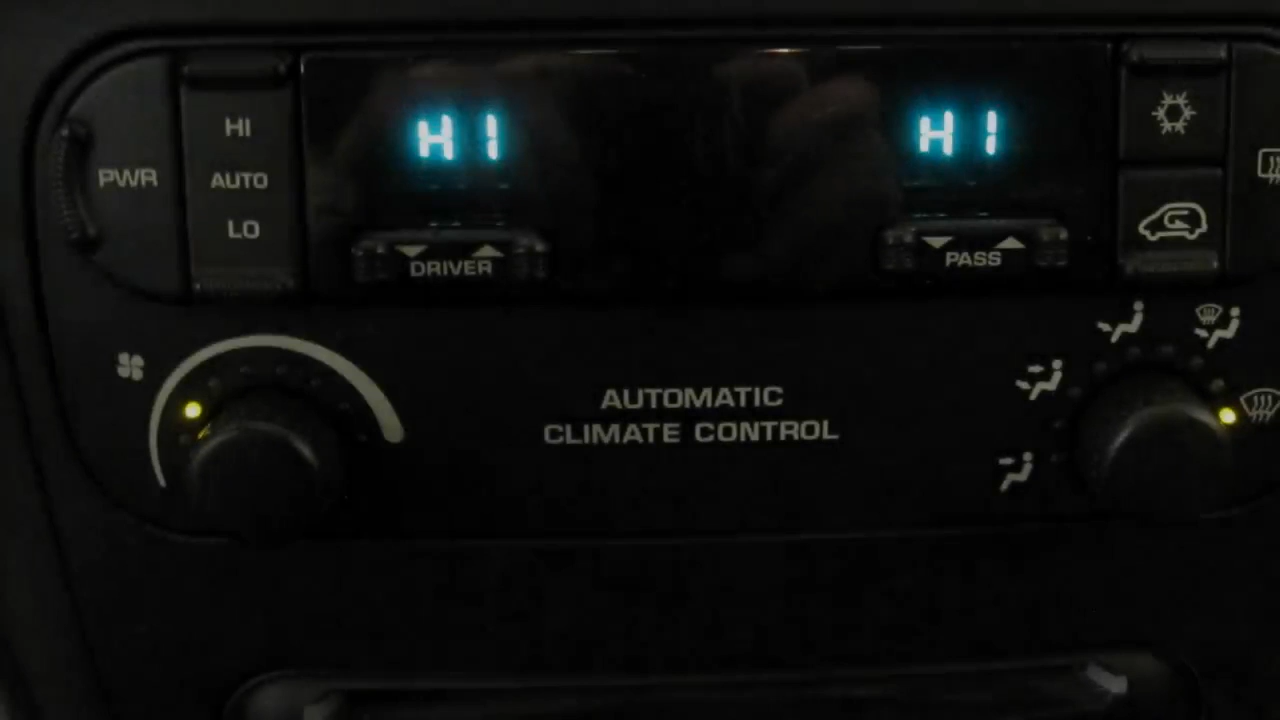 HI
HI
HI
PWR
AUTO
LO
DRIVER
PASS
AUTOMATIC
CLIMATE CONTROL